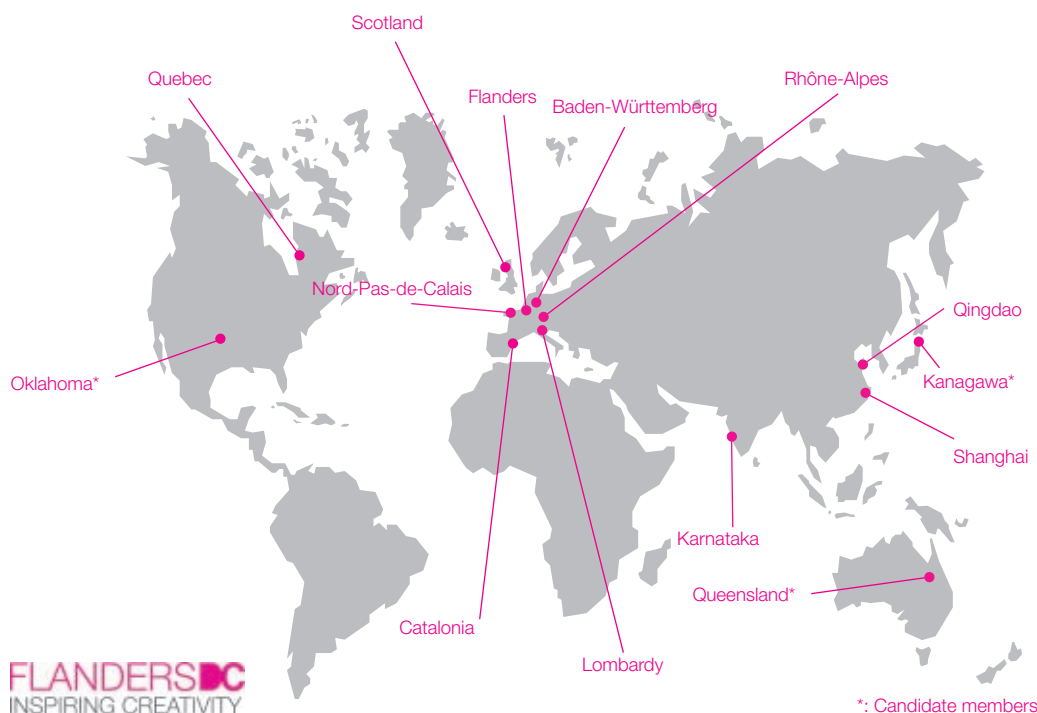 Scotland
Quebec
Rhône-Alpes
Flanders
Baden-Württemberg
Nord-Pas-de-Calais
Qingdao
Oklahoma*
Kanagawa*
Shanghai
Karnataka
Queensland*
Catalonia
Lombardy
FLANDERSDC
INSPIRING CREATIVITY
*: Candidate members